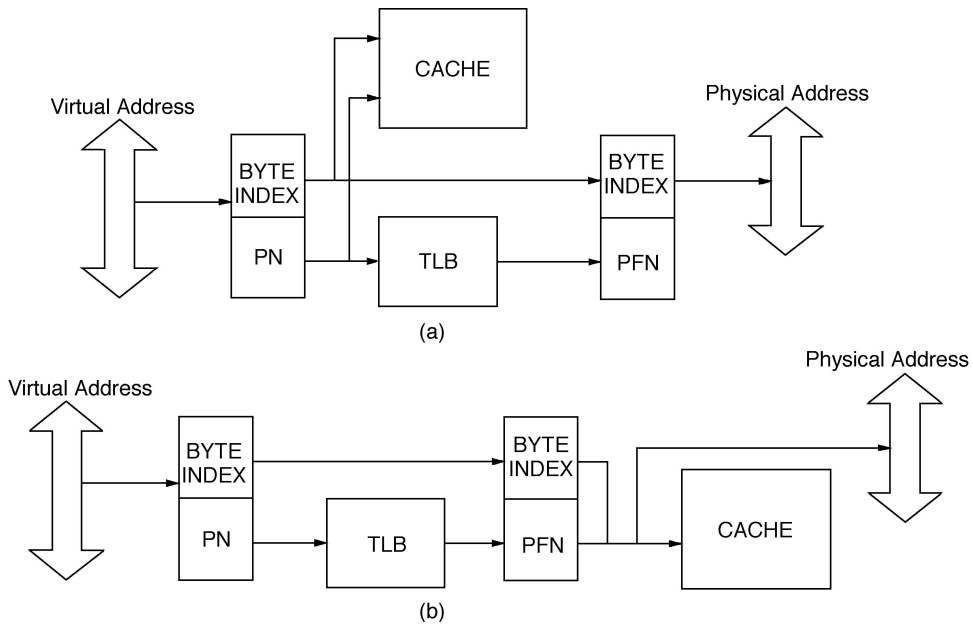 CACHE
Virtual Address
Physical Address
BYTE
INDEX
BYTE
INDEX
PN
TLB
PFN
(a)
Physical Address
Virtual Address
BYTE
INDEX
BYTE
INDEX
PN
TLB
PFN
CACHE
(b)